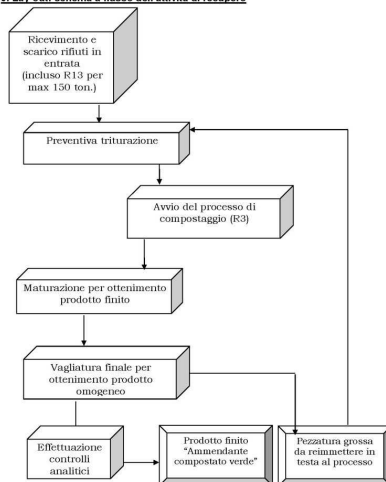 Ricevimento e
scarico rifiuti in
entrata
(incluso R13 per
max 150 ton.)
Preventiva triturazione
Avvio del processo di
compostaggio (R3)
Maturazione per ottenimento
prodotto finito
Vagliatura finale per
ottenimento prodotto
omogeneo
Effettuazione
controlli
analitici
Prodotto finito
“Ammendante
compostato verde”
Pezzatura grossa
da reimmettere in
testa al processo